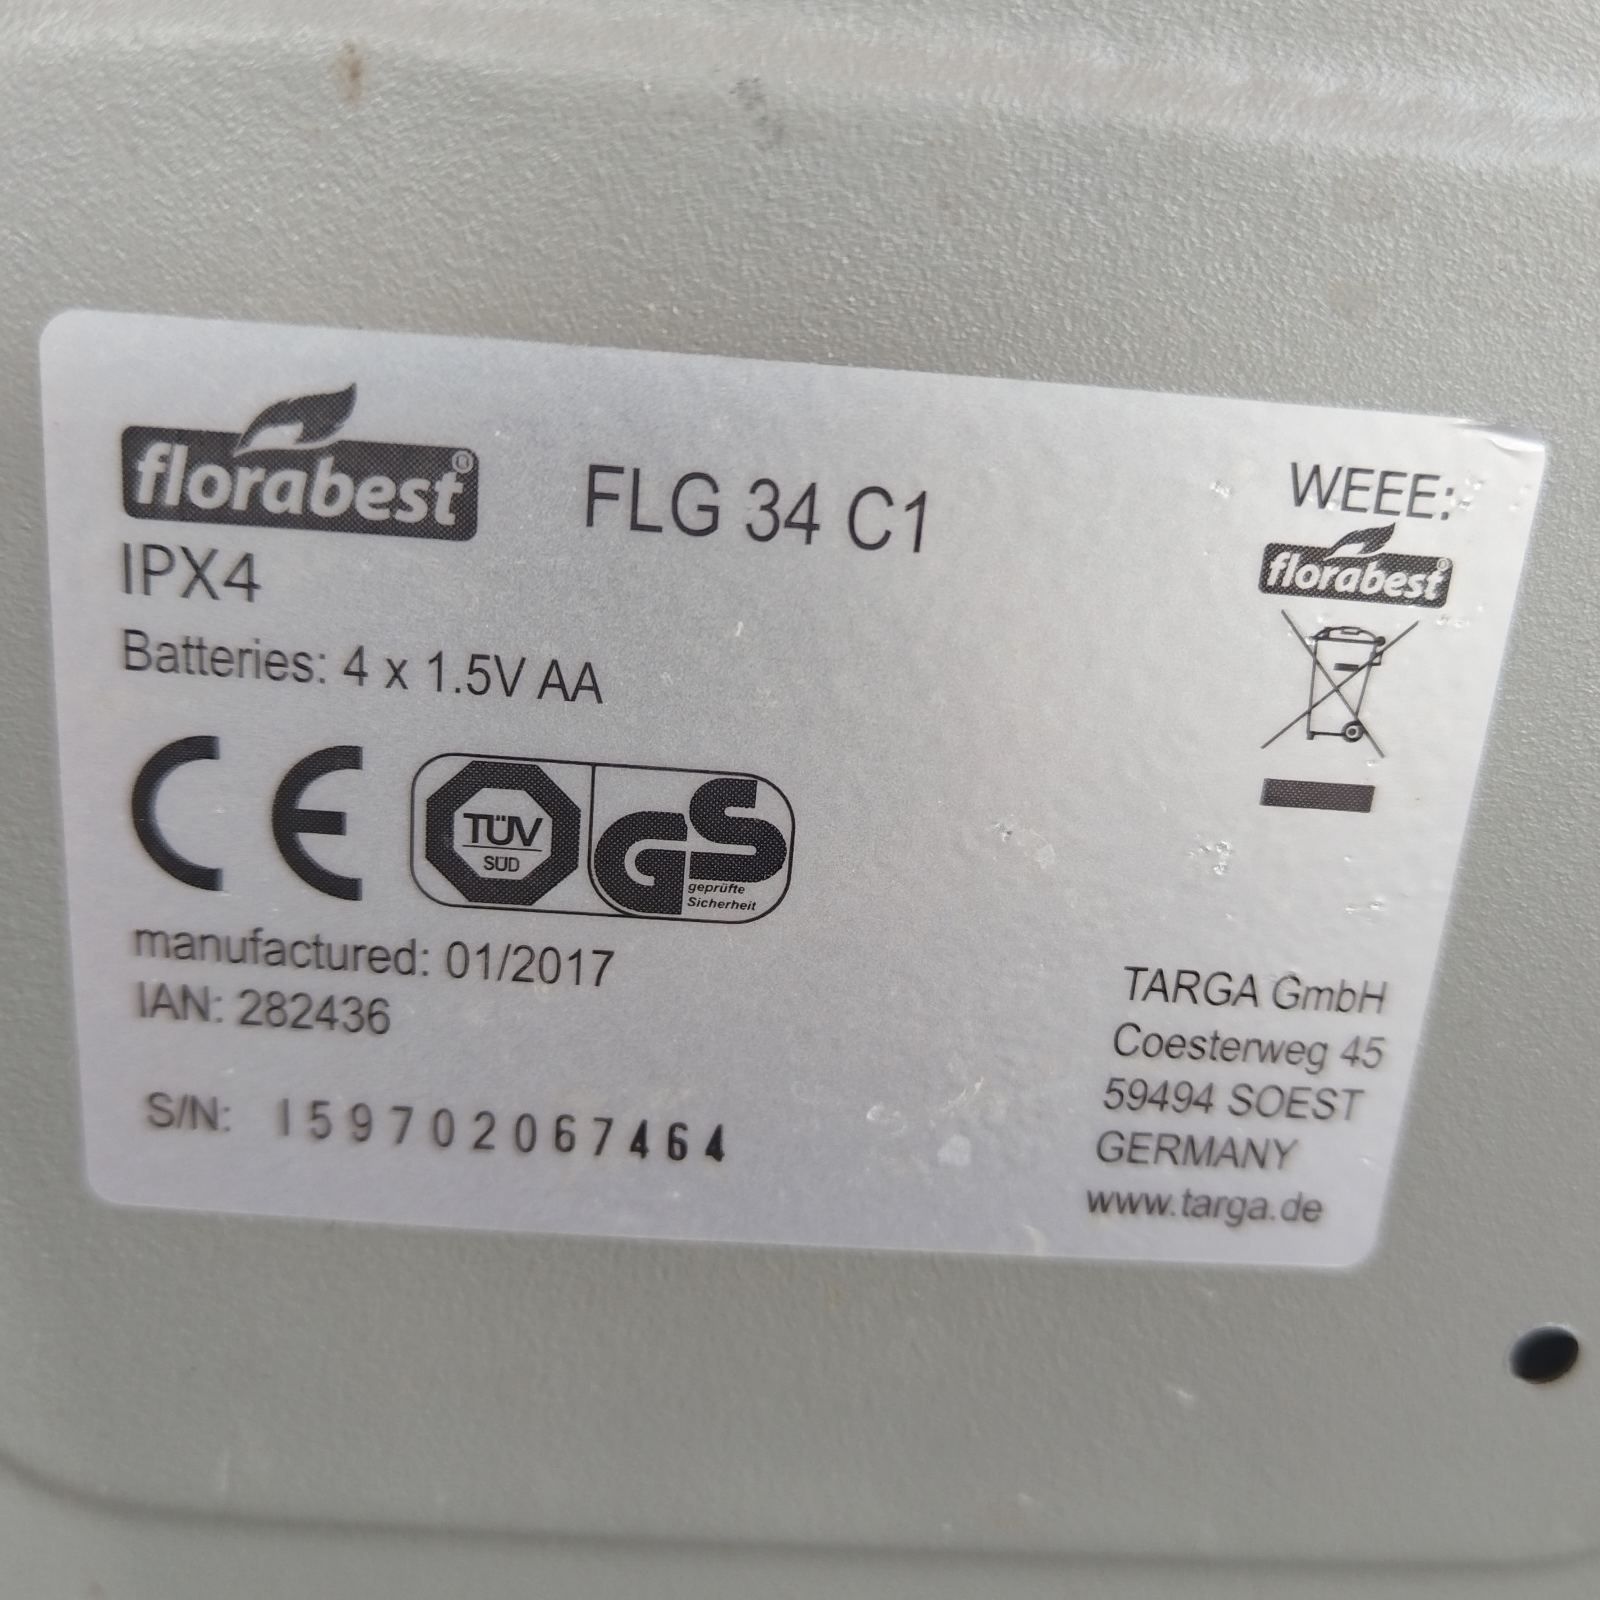 florabest®
FLG 34 C1
IPX4
Batteries: 4 x 1.5V AA
CE
TÜV
SÜD
GS
geprüfte
Sicherheit
manufactured: 01/2017
IAN: 282436
S/N: 159702067464
WEEE:
florabest®
TARGA GmbH
Coesterweg 45
59494 SOEST
GERMANY
www.targa.de